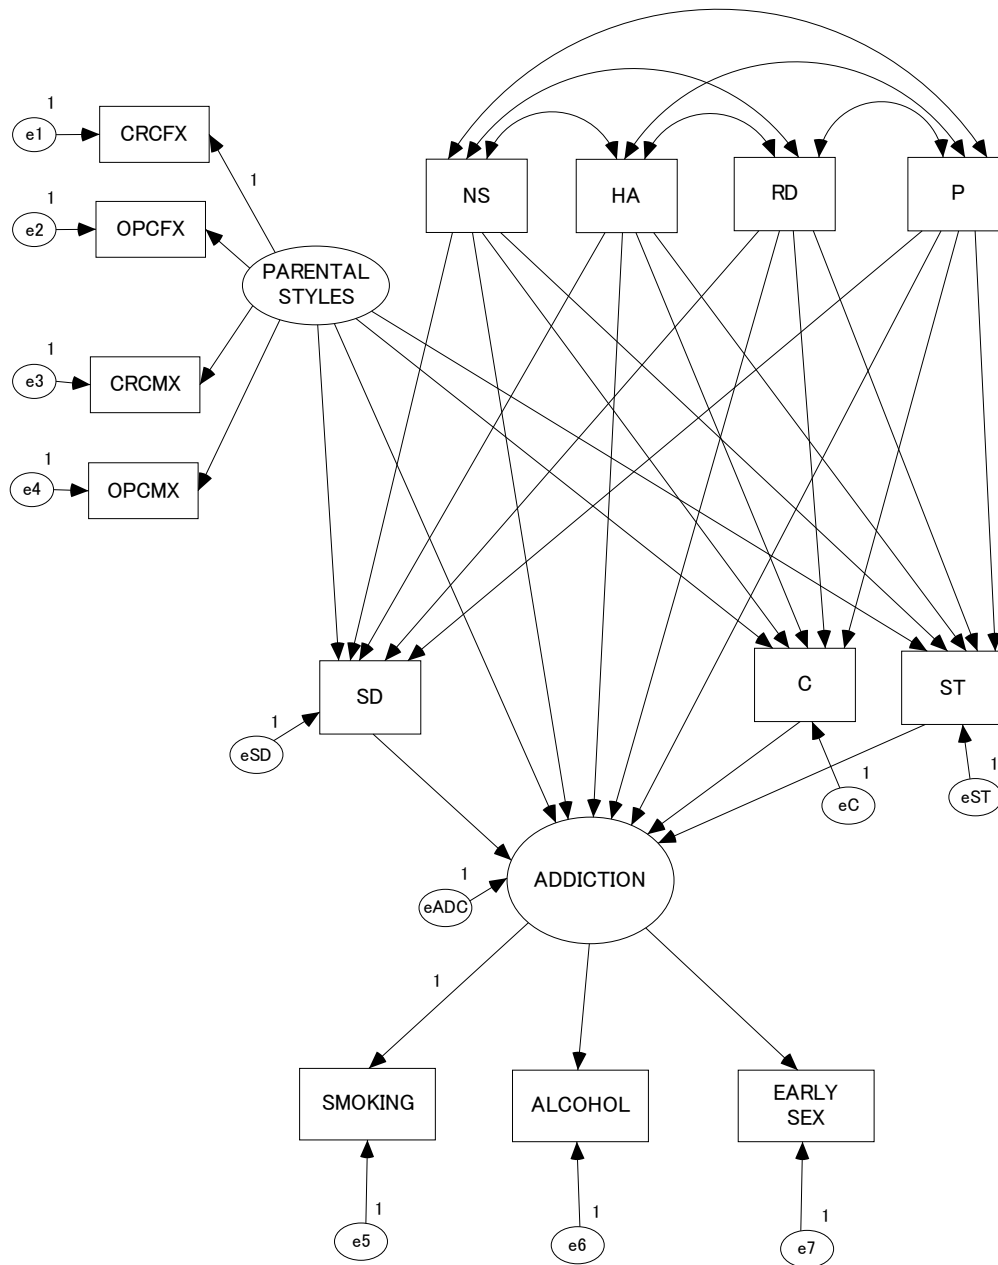 1
e1
CRCFX
1
1
e2
OPCFX
NS
HA
RD
P
PARENTAL
STYLES
1
e3
CRCMX
1
e4
OPCMX
SD
C
ST
1
eSD
1
eC
1
eST
ADDICTION
1
eADC
1
SMOKING
ALCOHOL
EARLY
SEX
1
e5
1
e6
1
e7